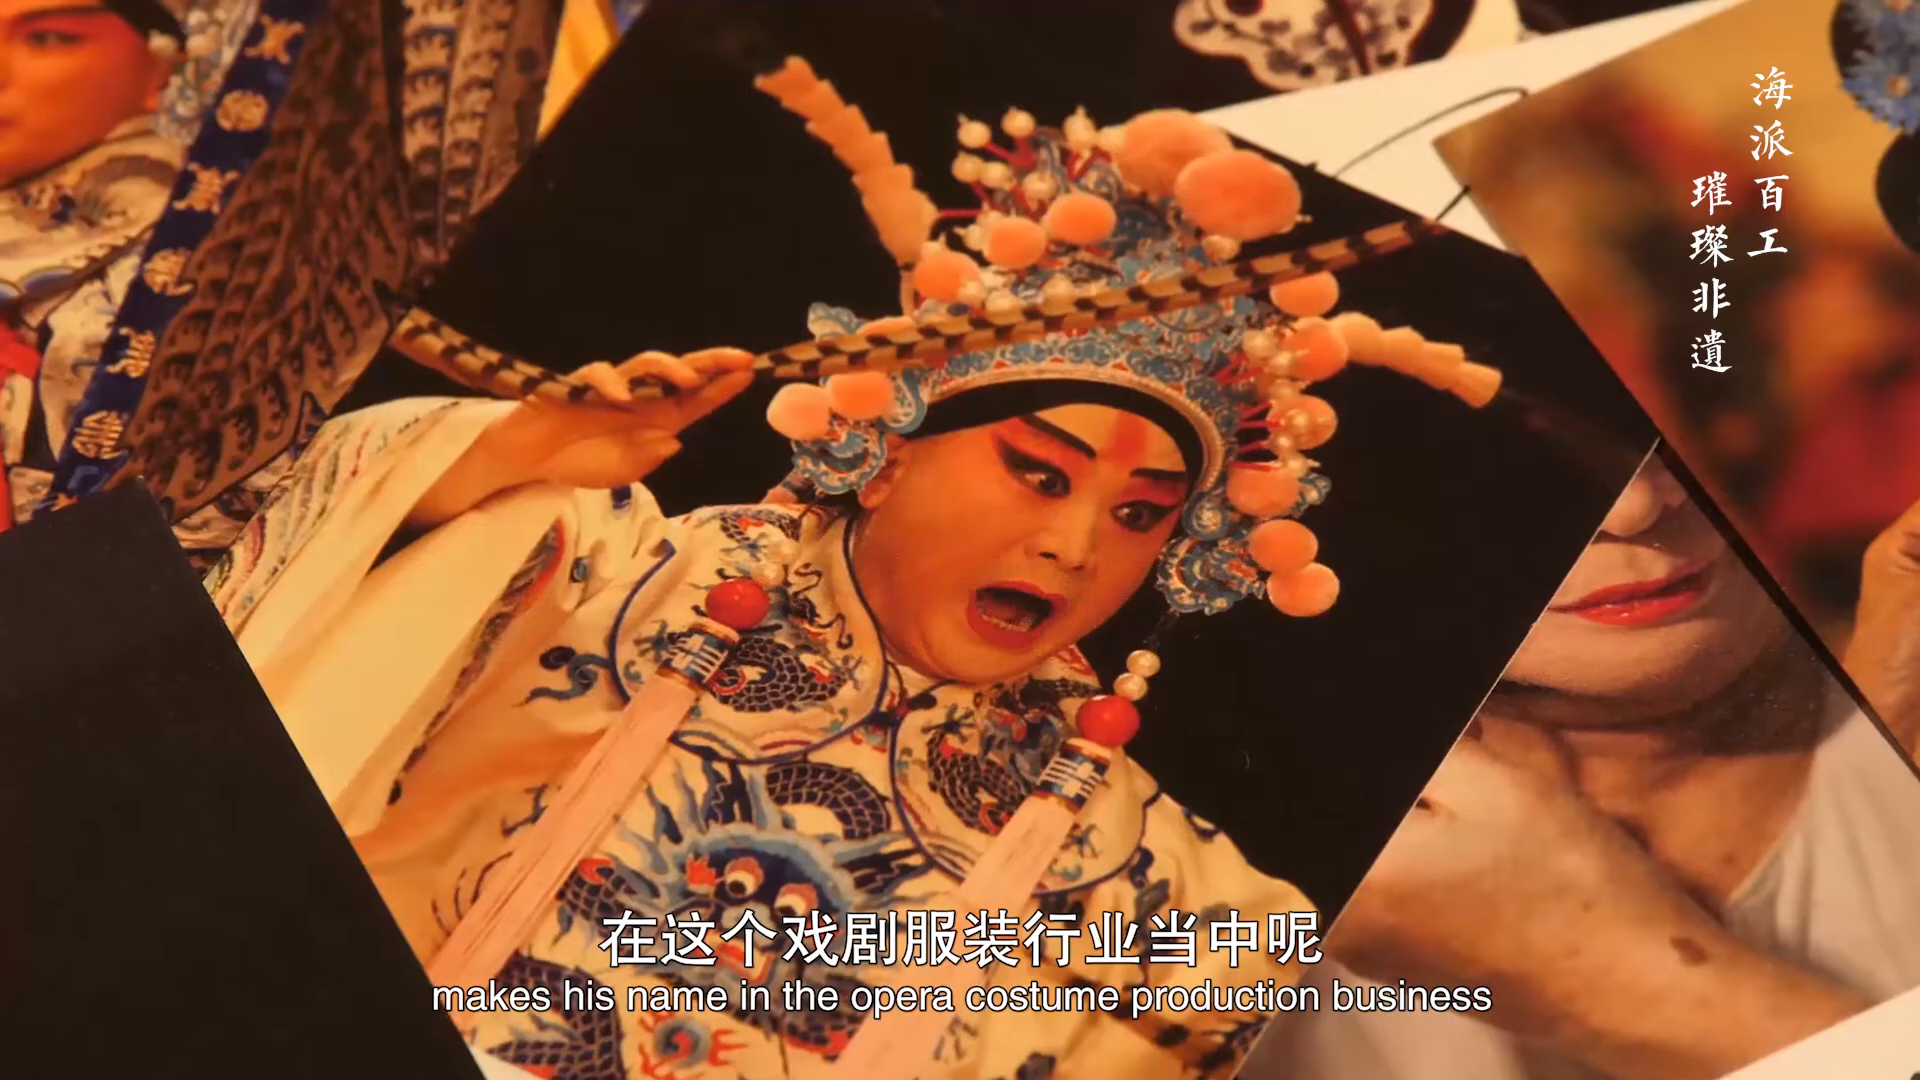 海派百工
璀璨非遺
在这个戏剧服装行业当中呢
makes his name in the opera costume production business